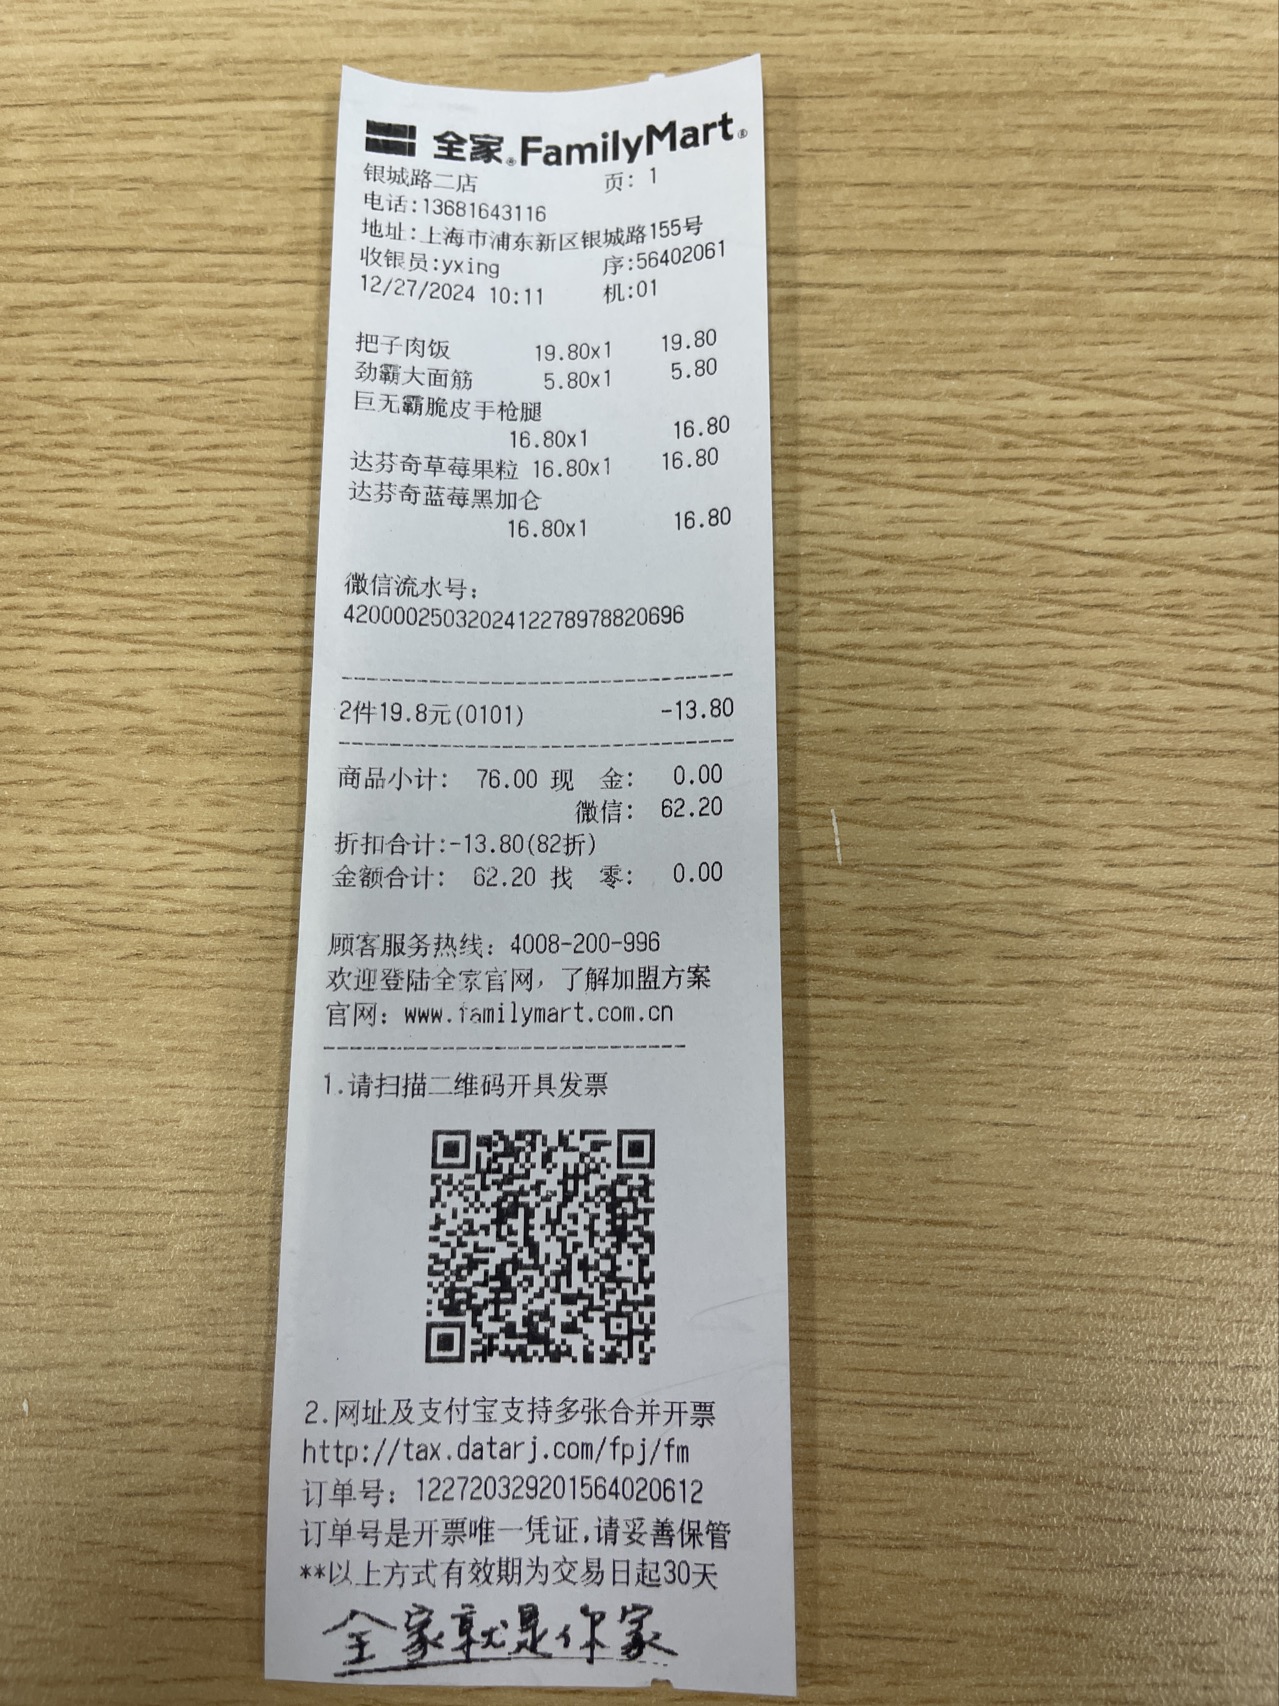 全家® FamilyMart®
银城路二店 页: 1
电话:13681643116
地址:上海市浦东新区银城路155号
收银员:yxing 序:56402061
12/27/2024 10:11 机:01
把子肉饭 19.80x1 19.80
劲霸大面筋 5.80x1 5.80
巨无霸脆皮手枪腿
16.80x1 16.80
达芬奇草莓果粒 16.80x1 16.80
达芬奇蓝莓黑加仑
16.80x1 16.80
微信流水号:
4200002503202412278978820696
2件19.8元(0101) -13.80
商品小计: 76.00 现 金: 0.00
微信: 62.20
折扣合计:-13.80(82折)
金额合计: 62.20 找 零: 0.00
顾客服务热线: 4008-200-996
欢迎登陆全家官网,了解加盟方案
官网: www.familymart.com.cn
1.请扫描二维码开具发票
2.网址及支付宝支持多张合并开票
http://tax.datarj.com/fpj/fm
订单号: 122720329201564020612
订单号是开票唯一凭证,请妥善保管
**以上方式有效期为交易日起30天
全家就是你家